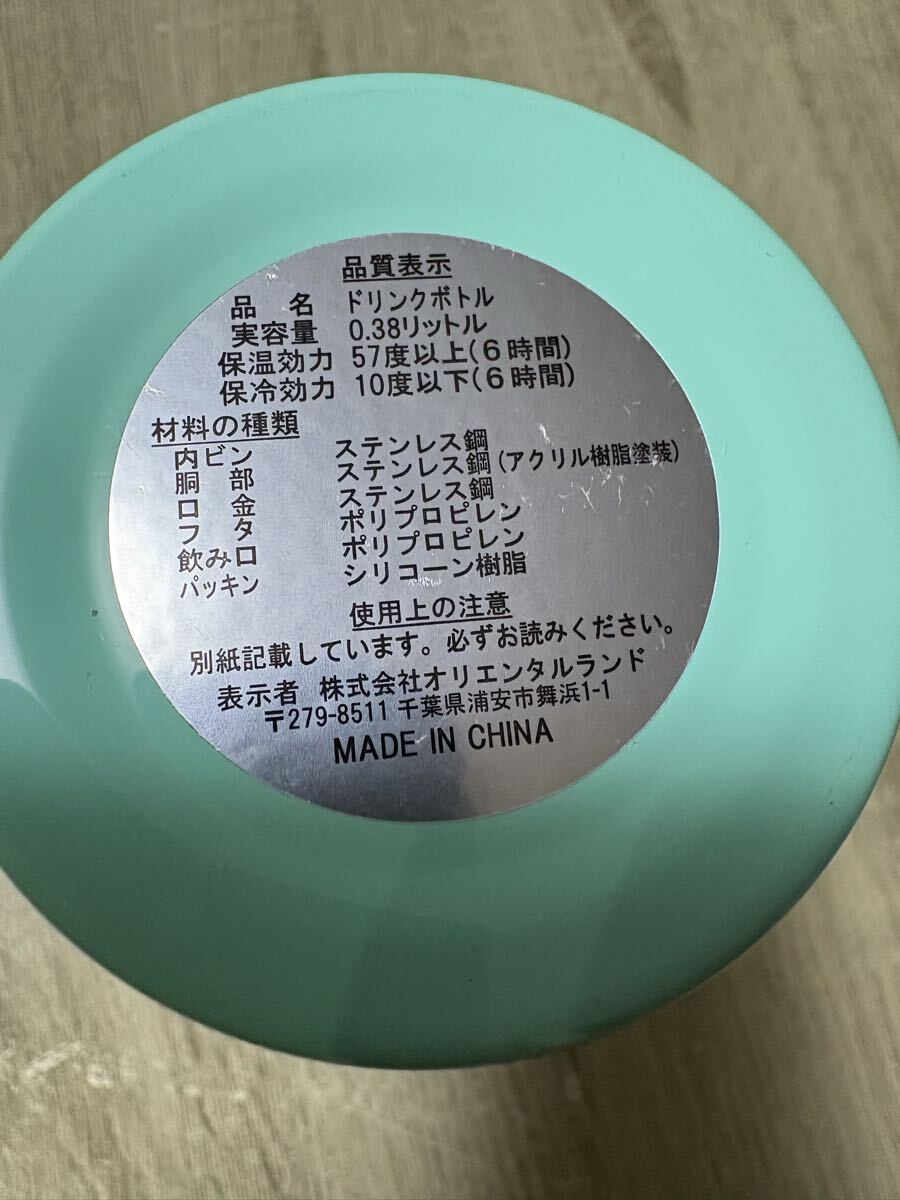 品質表示
品 名 ドリンクボトル
実容量 0.38リットル
保温効力 57度以上(6時間)
保冷効力 10度以下(6時間)
材料の種類
内ビン ステンレス鋼
胴 部 ステンレス鋼(アクリル樹脂塗装)
口 金 ステンレス鋼
フ タ ポリプロピレン
飲み口 ポリプロピレン
パッキン シリコーン樹脂
使用上の注意
別紙記載しています。必ずお読みください。
表示者 株式会社オリエンタルランド
〒279-8511 千葉県浦安市舞浜1-1
MADE IN CHINA